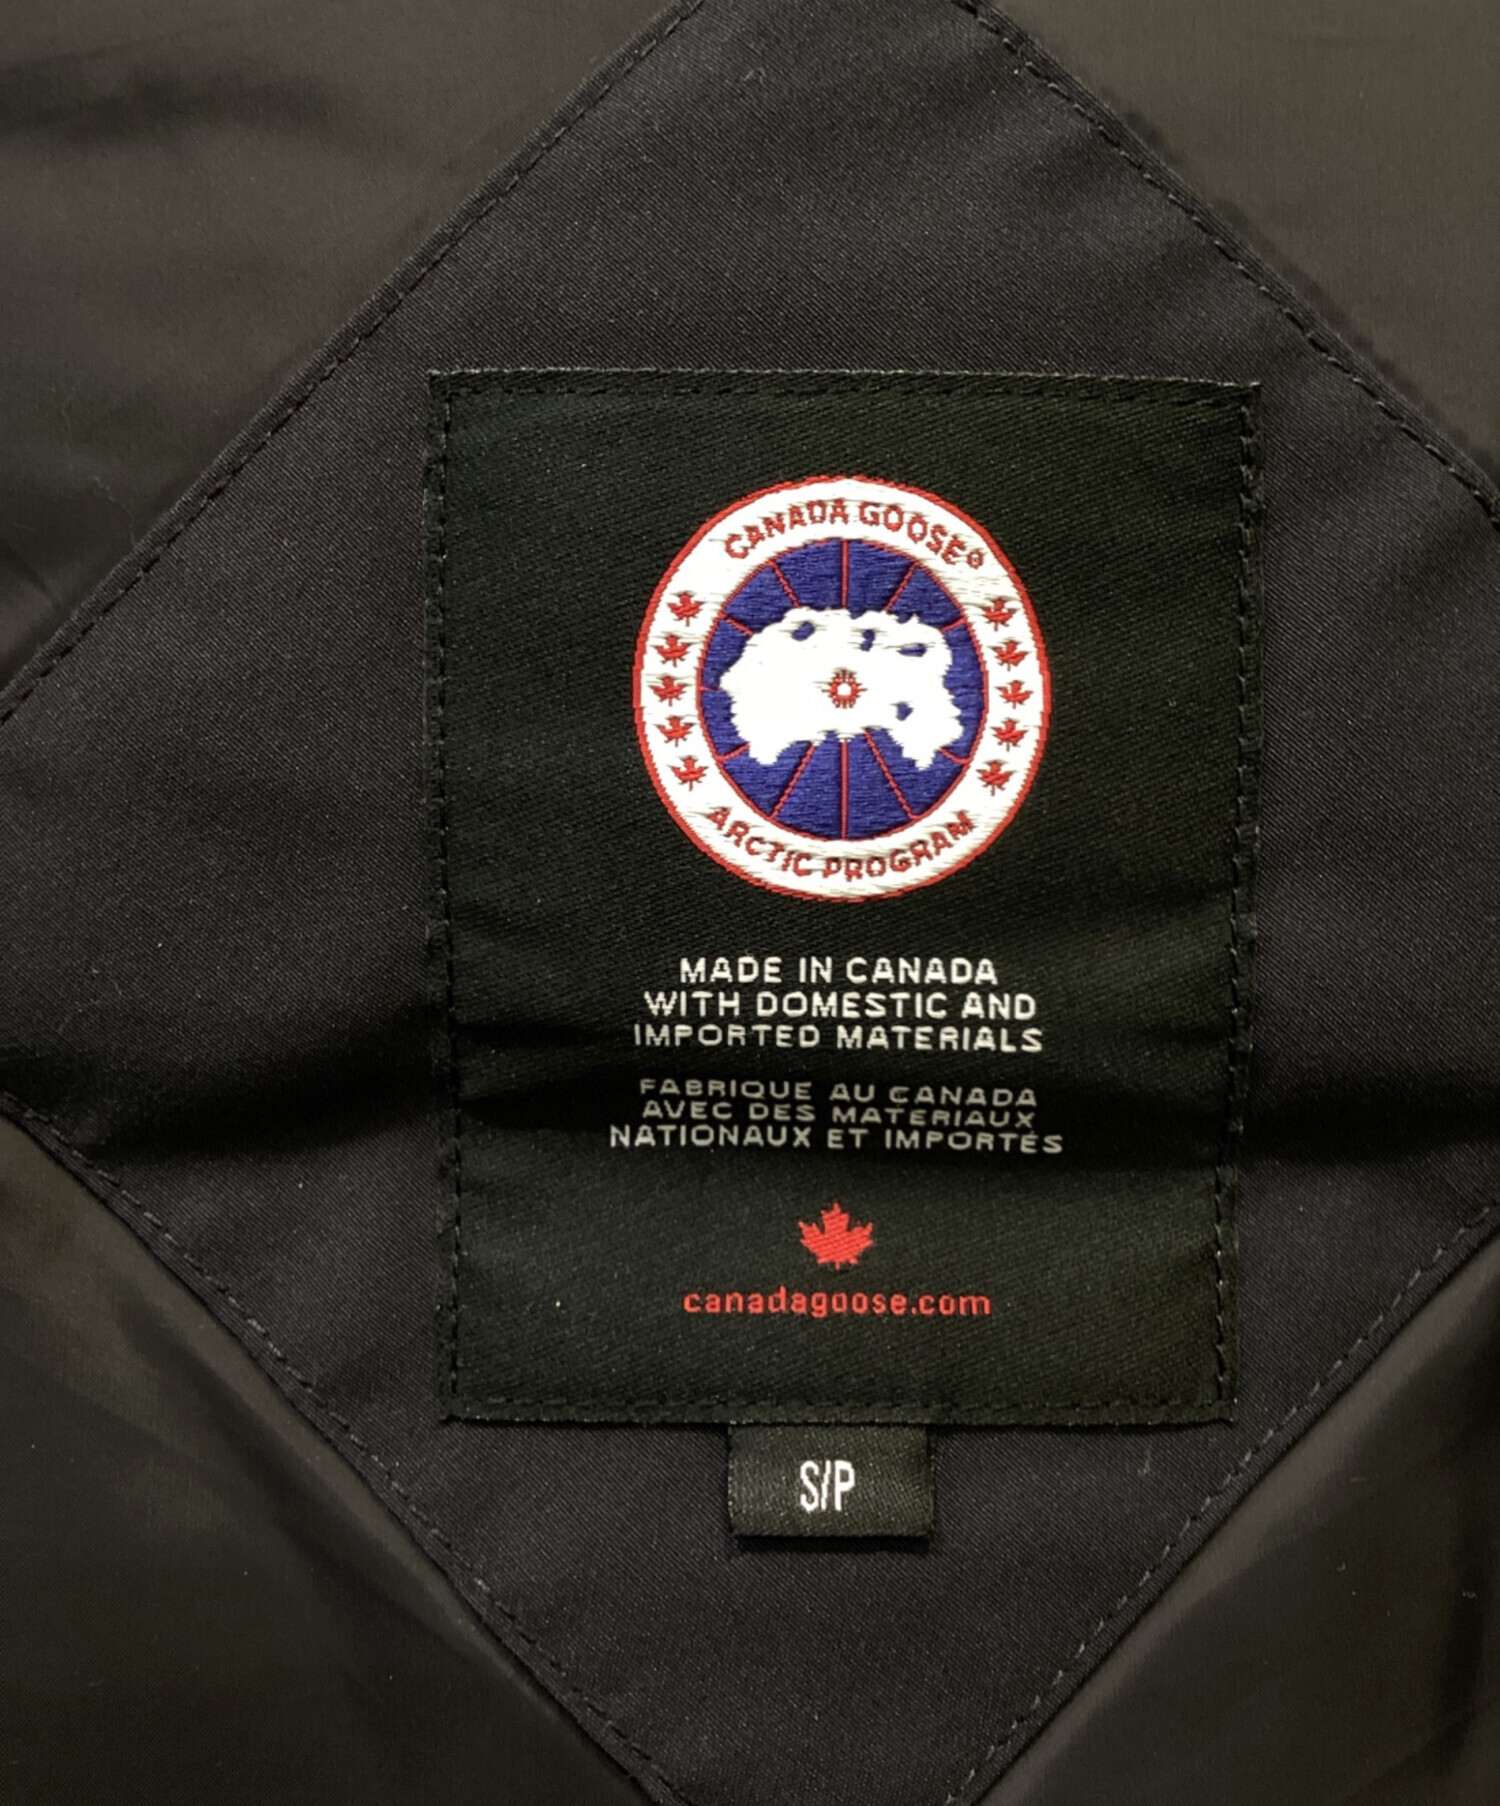 CANADA GOOSE®
ARCTIC PROGRAM
MADE IN CANADA
WITH DOMESTIC AND
IMPORTED MATERIALS
FABRIQUE AU CANADA
AVEC DES MATERIAUX
NATIONAUX ET IMPORTÉS
canadagoose.com
S/P